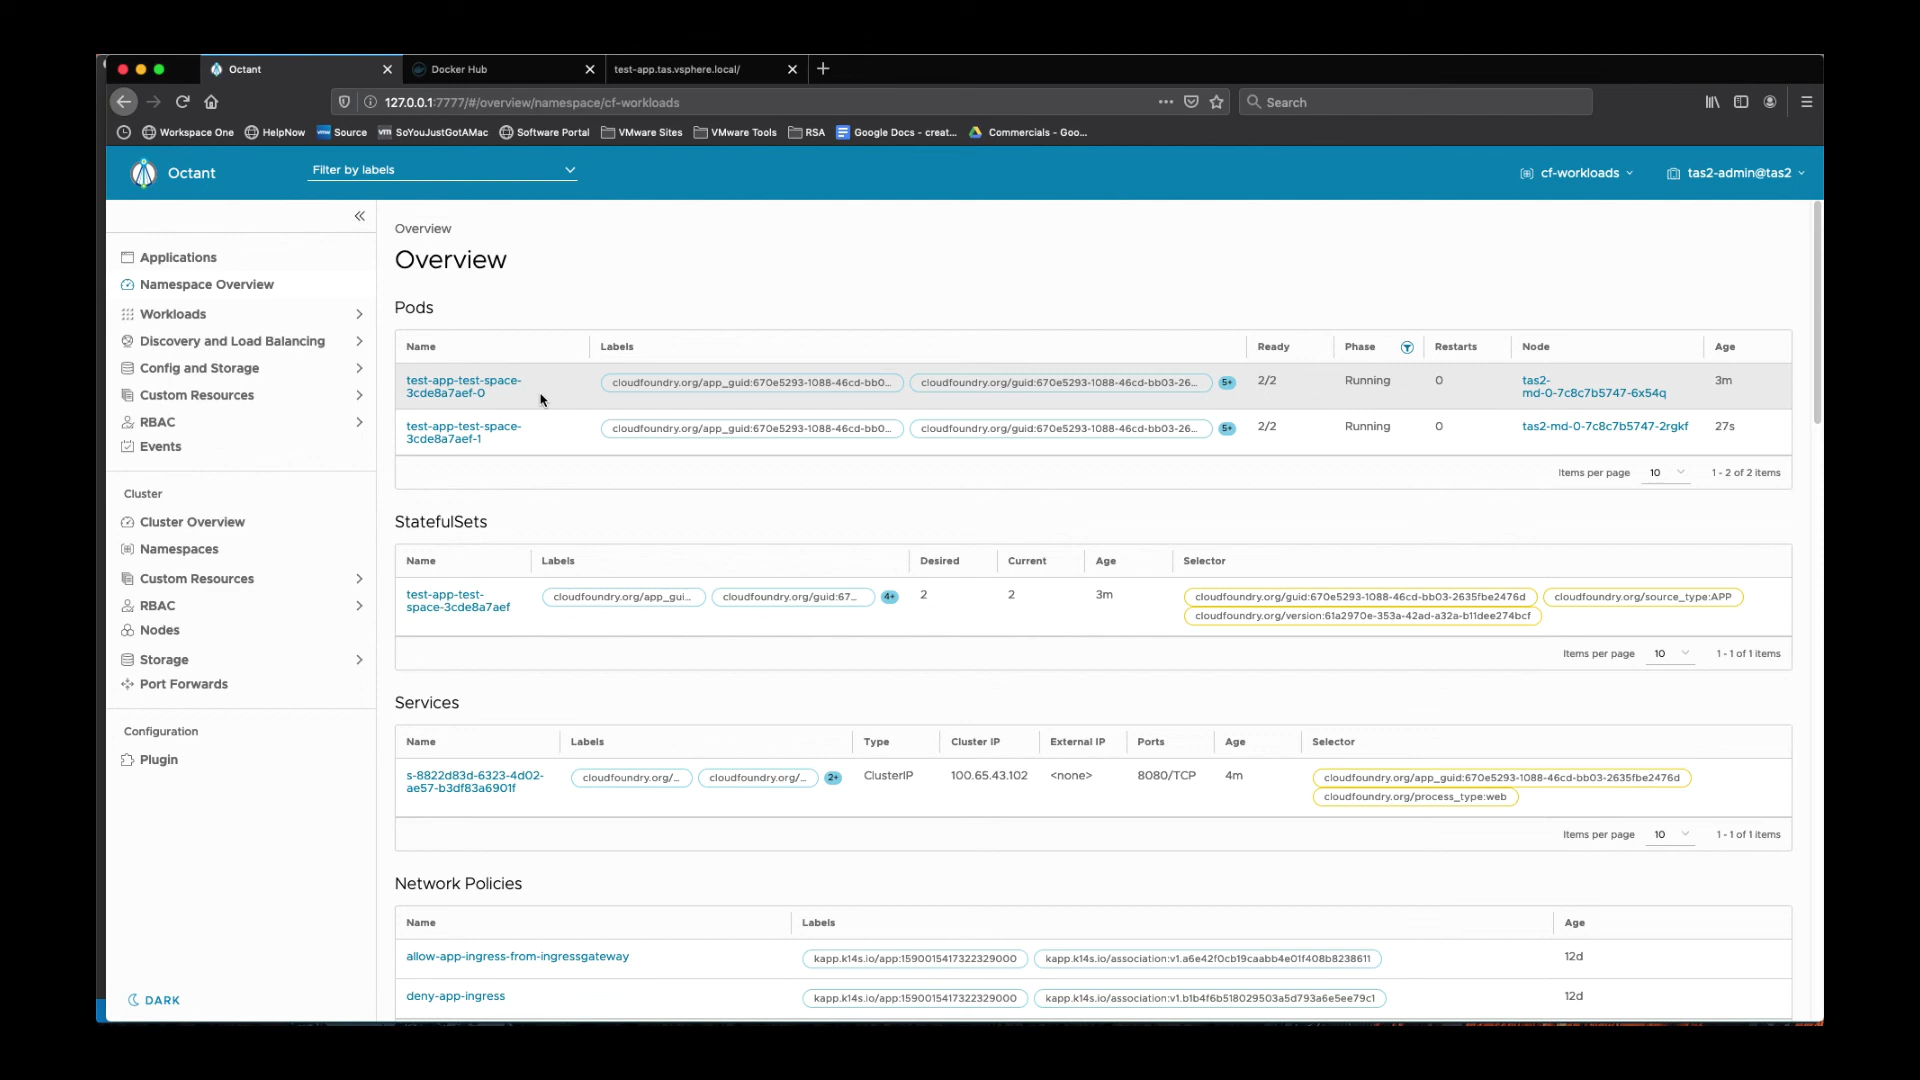 Octant
Docker Hub
test-app.tas.vsphere.local/
127.0.0.1:7777/#/overview/namespace/cf-workloads
Search
Workspace One
HelpNow
Source
SoYouJustGotAMac
Software Portal
VMware Sites
VMware Tools
RSA
Google Docs - creat...
Commercials - Goo...
Octant
Filter by labels
cf-workloads
tas2-admin@tas2
Applications
Namespace Overview
Workloads
Discovery and Load Balancing
Config and Storage
Custom Resources
RBAC
Events
Cluster
Cluster Overview
Namespaces
Custom Resources
RBAC
Nodes
Storage
Port Forwards
Configuration
Plugin
DARK
Overview
Overview
Pods
Name Labels Ready Phase Restarts Node Age
test-app-test-space-
3cde8a7aef-0
cloudfoundry.org/app_guid:670e5293-1088-46cd-bb0... cloudfoundry.org/guid:670e5293-1088-46cd-bb03-26... 5+ 2/2 Running 0
tas2-
md-0-7c8c7b5747-6x54q
3m
test-app-test-space-
3cde8a7aef-1
cloudfoundry.org/app_guid:670e5293-1088-46cd-bb0... cloudfoundry.org/guid:670e5293-1088-46cd-bb03-26... 5+ 2/2 Running 0 tas2-md-0-7c8c7b5747-2rgkf 27s
Items per page 10 1 - 2 of 2 items
StatefulSets
Name Labels Desired Current Age Selector
test-app-test-
space-3cde8a7aef
cloudfoundry.org/app_gui... cloudfoundry.org/guid:67... 4+ 2 2 3m
cloudfoundry.org/guid:670e5293-1088-46cd-bb03-2635fbe2476d cloudfoundry.org/source_type:APP
cloudfoundry.org/version:61a2970e-353a-42ad-a32a-b11dee274bcf
Items per page 10 1 - 1 of 1 items
Services
Name Labels Type Cluster IP External IP Ports Age Selector
s-8822d83d-6323-4d02-
ae57-b3df83a6901f
cloudfoundry.org/... cloudfoundry.org/... 2+ ClusterIP 100.65.43.102 <none> 8080/TCP 4m
cloudfoundry.org/app_guid:670e5293-1088-46cd-bb03-2635fbe2476d
cloudfoundry.org/process_type:web
Items per page 10 1 - 1 of 1 items
Network Policies
Name Labels Age
allow-app-ingress-from-ingressgateway kapp.k14s.io/app:1590015417322329000 kapp.k14s.io/association:v1.a6e42f0cb19caabb4e01f408b8238611 12d
deny-app-ingress kapp.k14s.io/app:1590015417322329000 kapp.k14s.io/association:v1.b1b4f6b518029503a5d793a6e5ee79c1 12d